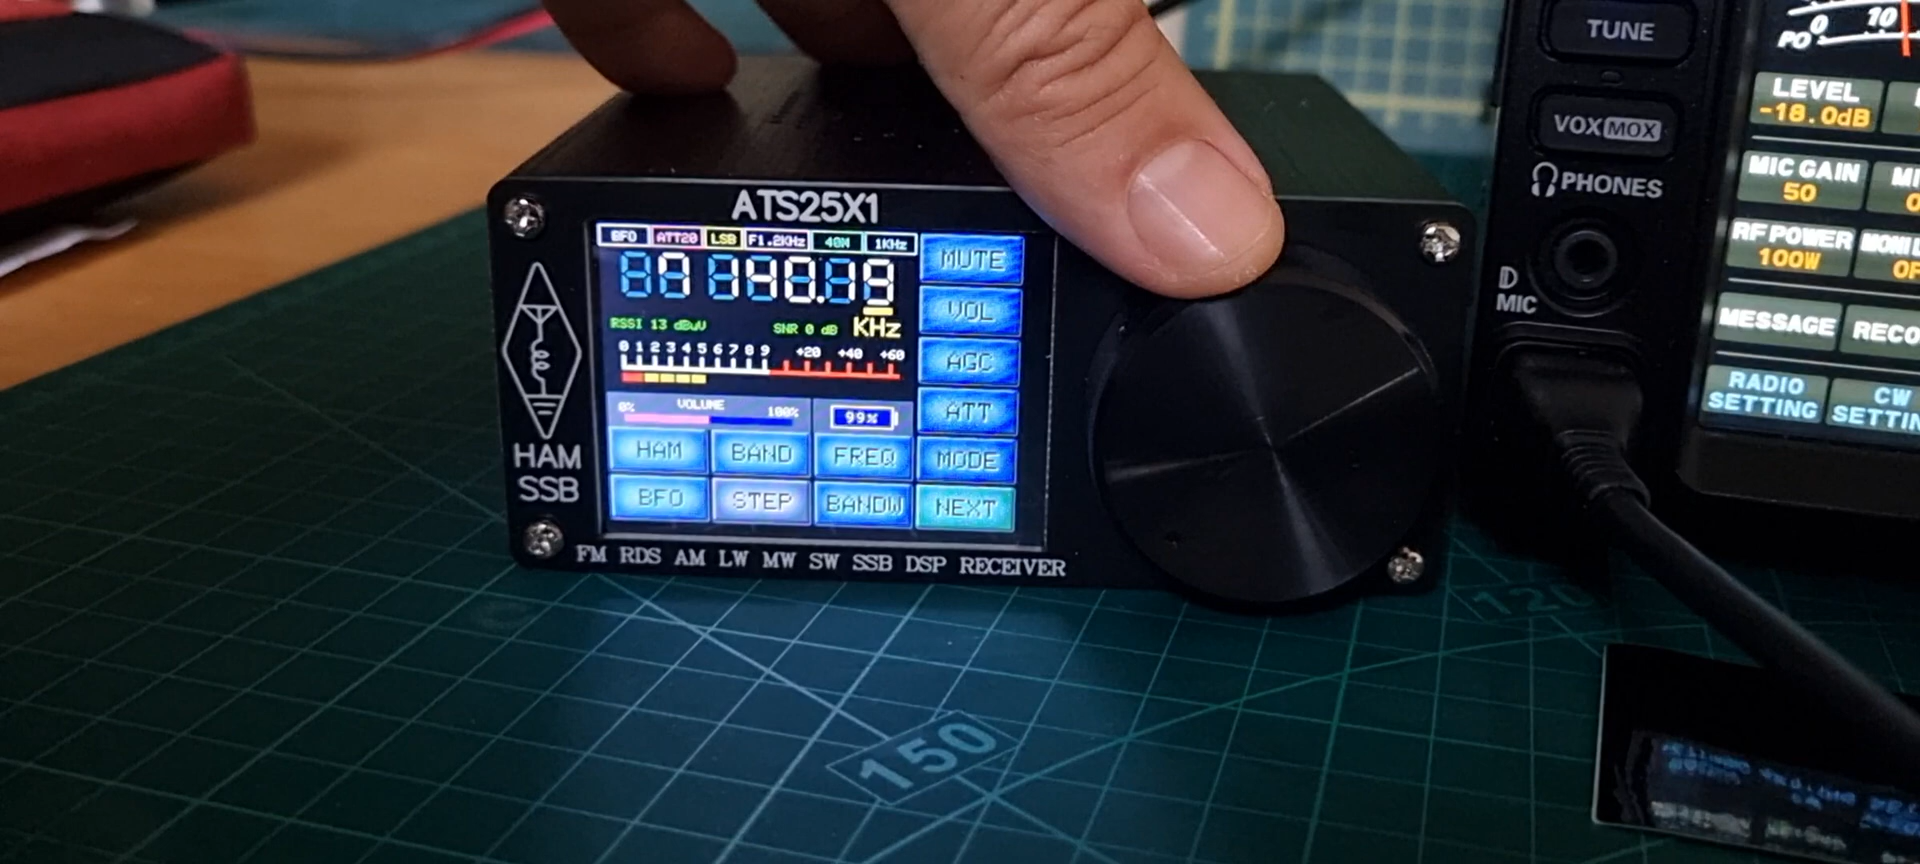 ATS25X1
BFO ATT20 LSB F1.2KHz 40M 1KHz
RSSI 13 dBuV SNR 0 dB KHz
0 1 2 3 4 5 6 7 8 9 +20 +40 +60
0% VOLUME 100% 99%
MUTE
VOL
AGC
ATT
HAM BAND FREQ MODE
BFO STEP BANDW NEXT
HAM
SSB
FM RDS AM LW MW SW SSB DSP RECEIVER
TUNE
VOX MOX
PHONES
MIC
PO 0 10
LEVEL
-18.0dB
MIC GAIN
50
RF POWER
100W
MESSAGE
RADIO
SETTING
CW
150
120